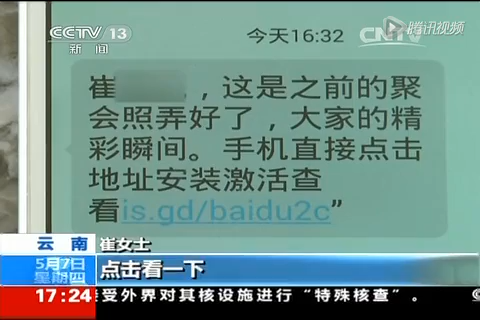 CCTV 13
新闻
腾讯视频
CNTV
今天16:32
崔 ，这是之前的聚
会照弄好了，大家的精
彩瞬间。手机直接点击
地址安装激活查
看is.gd/baidu2c”
云南
崔女士
5月7日
星期四
点击看一下
17:24
受外界对其核设施进行“特殊核查”。